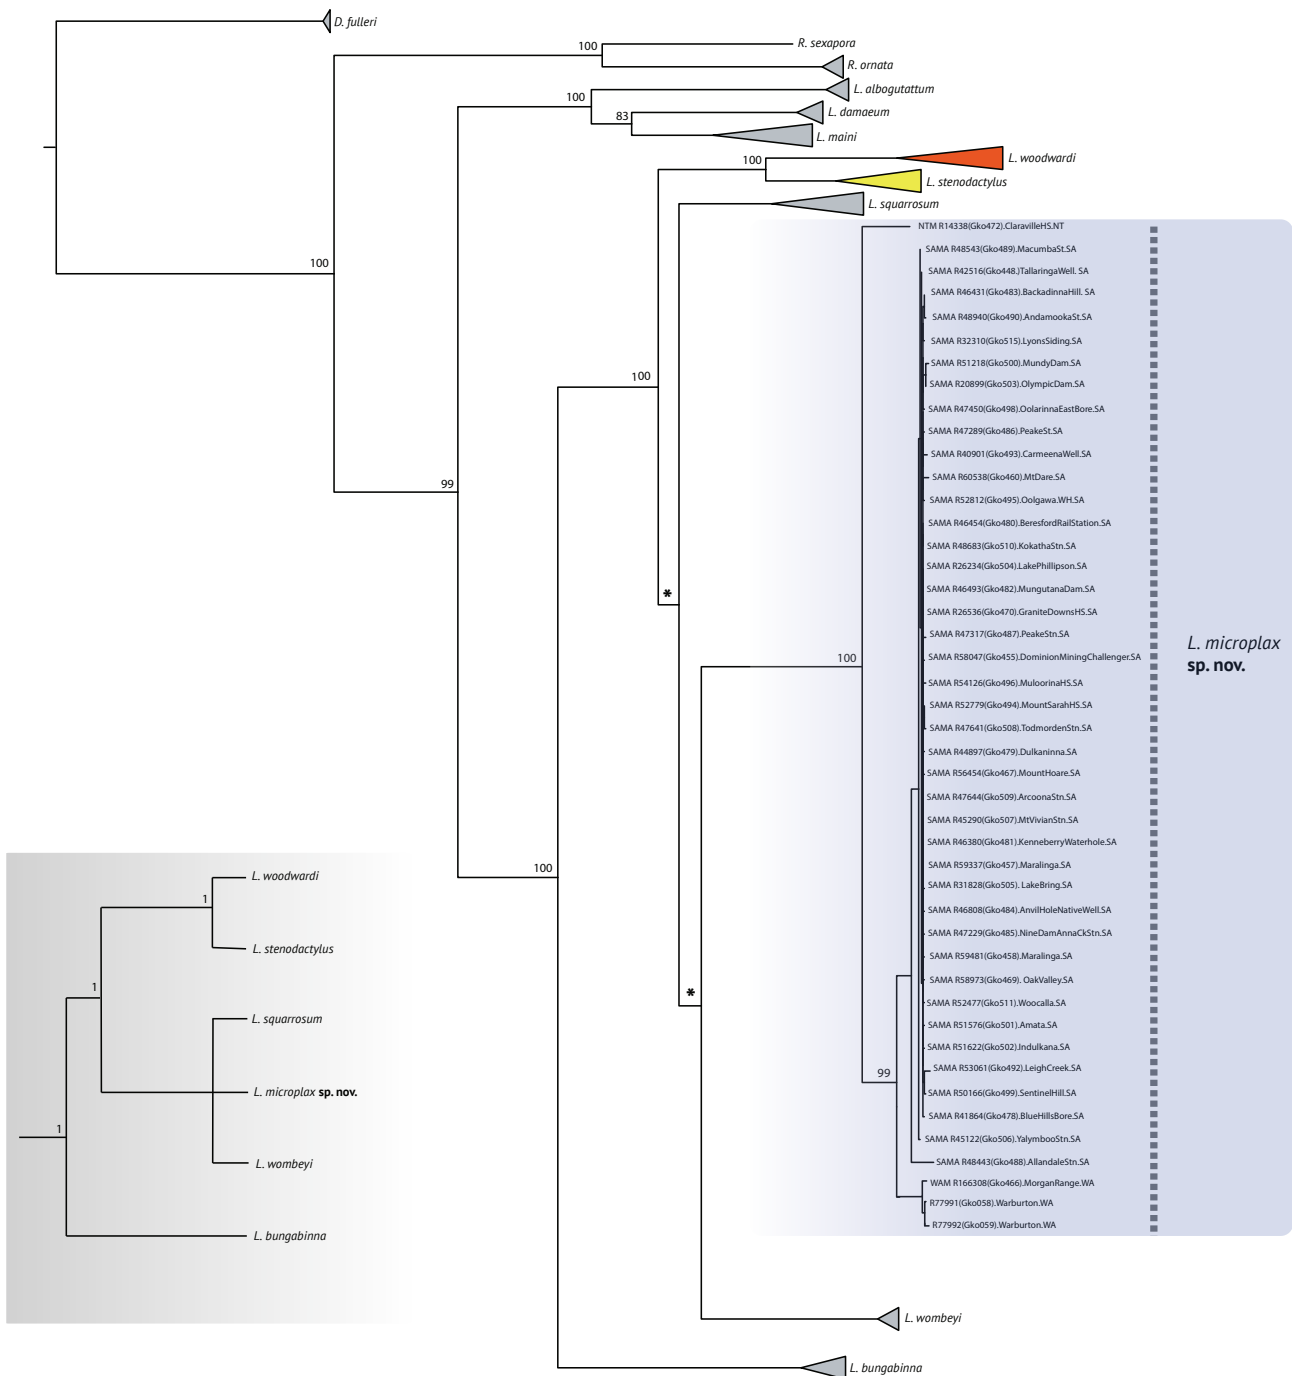 D. fulleri
R. sexapora
100
R. ornata
L. albogutattum
100
L. damaeum
83
L. maini
L. woodwardi
100
L. stenodactylus
L. squarrosum
NTM R14338(Gko472).ClaravilleHS.NT
SAMA R48543(Gko489).MacumbaSt.SA
100
SAMA R42516(Gko448.)TallaringaWell. SA
SAMA R46431(Gko483).BackadinnaHill. SA
SAMA R48940(Gko490).AndamookaSt.SA
SAMA R32310(Gko515).LyonsSiding.SA
SAMA R51218(Gko500).MundyDam.SA
100
SAMA R20899(Gko503).OlympicDam.SA
SAMA R47450(Gko498).OolarinnaEastBore.SA
SAMA R47289(Gko486).PeakeSt.SA
SAMA R40901(Gko493).CarmeenaWell.SA
SAMA R60538(Gko460).MtDare.SA
99
SAMA R52812(Gko495).Oolgawa.WH.SA
SAMA R46454(Gko480).BeresfordRailStation.SA
SAMA R48683(Gko510).KokathaStn.SA
SAMA R26234(Gko504).LakePhillipson.SA
SAMA R46493(Gko482).MungutanaDam.SA
*
SAMA R26536(Gko470).GraniteDownsHS.SA
SAMA R47317(Gko487).PeakeStn.SA
L. microplax
sp. nov.
100
SAMA R58047(Gko455).DominionMiningChallenger.SA
SAMA R54126(Gko496).MuloorinaHS.SA
SAMA R52779(Gko494).MountSarahHS.SA
SAMA R47641(Gko508).TodmordenStn.SA
SAMA R44897(Gko479).Dulkaninna.SA
SAMA R56454(Gko467).MountHoare.SA
SAMA R47644(Gko509).ArcoonaStn.SA
SAMA R45290(Gko507).MtVivianStn.SA
SAMA R46380(Gko481).KenneberryWaterhole.SA
SAMA R59337(Gko457).Maralinga.SA
100
SAMA R31828(Gko505). LakeBring.SA
SAMA R46808(Gko484).AnvilHoleNativeWell.SA
SAMA R47229(Gko485).NineDamAnnaCkStn.SA
SAMA R59481(Gko458).Maralinga.SA
SAMA R58973(Gko469). OakValley.SA
*
SAMA R52477(Gko511).Woocalla.SA
SAMA R51576(Gko501).Amata.SA
SAMA R51622(Gko502).Indulkana.SA
SAMA R53061(Gko492).LeighCreek.SA
99
SAMA R50166(Gko499).SentinelHill.SA
SAMA R41864(Gko478).BlueHillsBore.SA
SAMA R45122(Gko506).YalymbooStn.SA
SAMA R48443(Gko488).AllandaleStn.SA
WAM R166308(Gko466).MorganRange.WA
R77991(Gko058).Warburton.WA
R77992(Gko059).Warburton.WA
L. wombeyi
L. bungabinna
L. woodwardi
1
L. stenodactylus
1
L. squarrosum
L. microplax sp. nov.
1
L. wombeyi
L. bungabinna